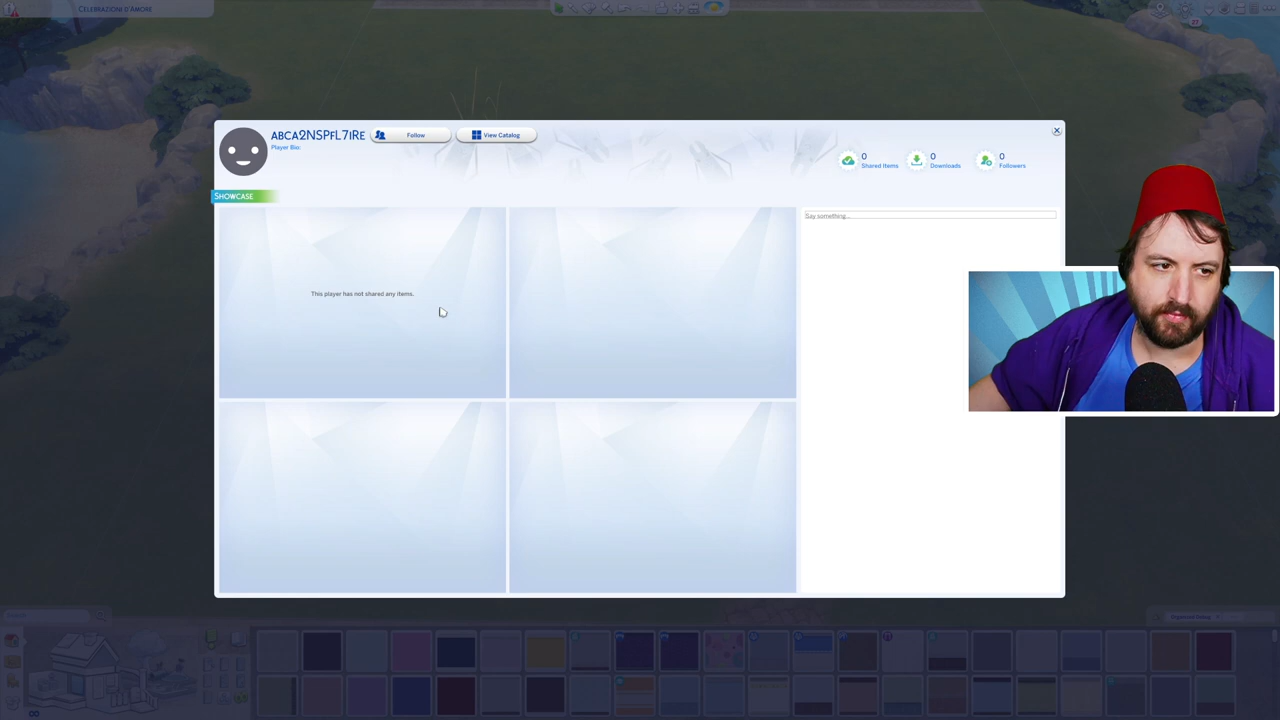 CELEBRAZIONI D'AMORE
27
ABCA2NSPFL7IRE
Follow
View Catalog
Player Bio:
0
Shared Items
0
Downloads
0
Followers
SHOWCASE
This player has not shared any items.
Say something...